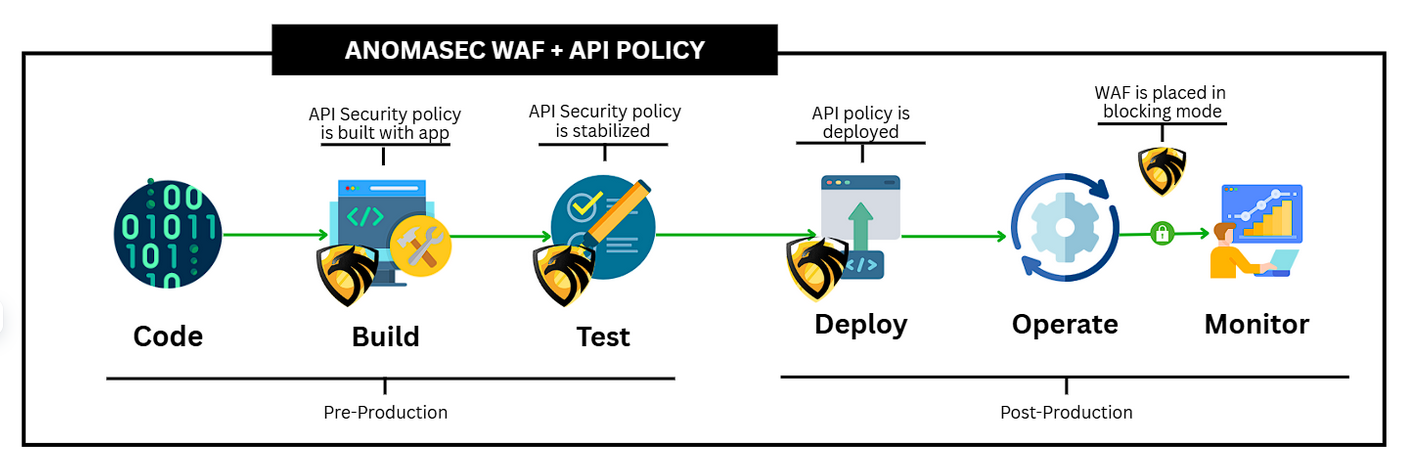 ANOMASEC WAF + API POLICY
API Security policy
is built with app
API Security policy
is stabilized
API policy is
deployed
WAF is placed in
blocking mode
00
01011
101
10
</>
</>
Code
Build
Test
Deploy
Operate
Monitor
Pre-Production
Post-Production